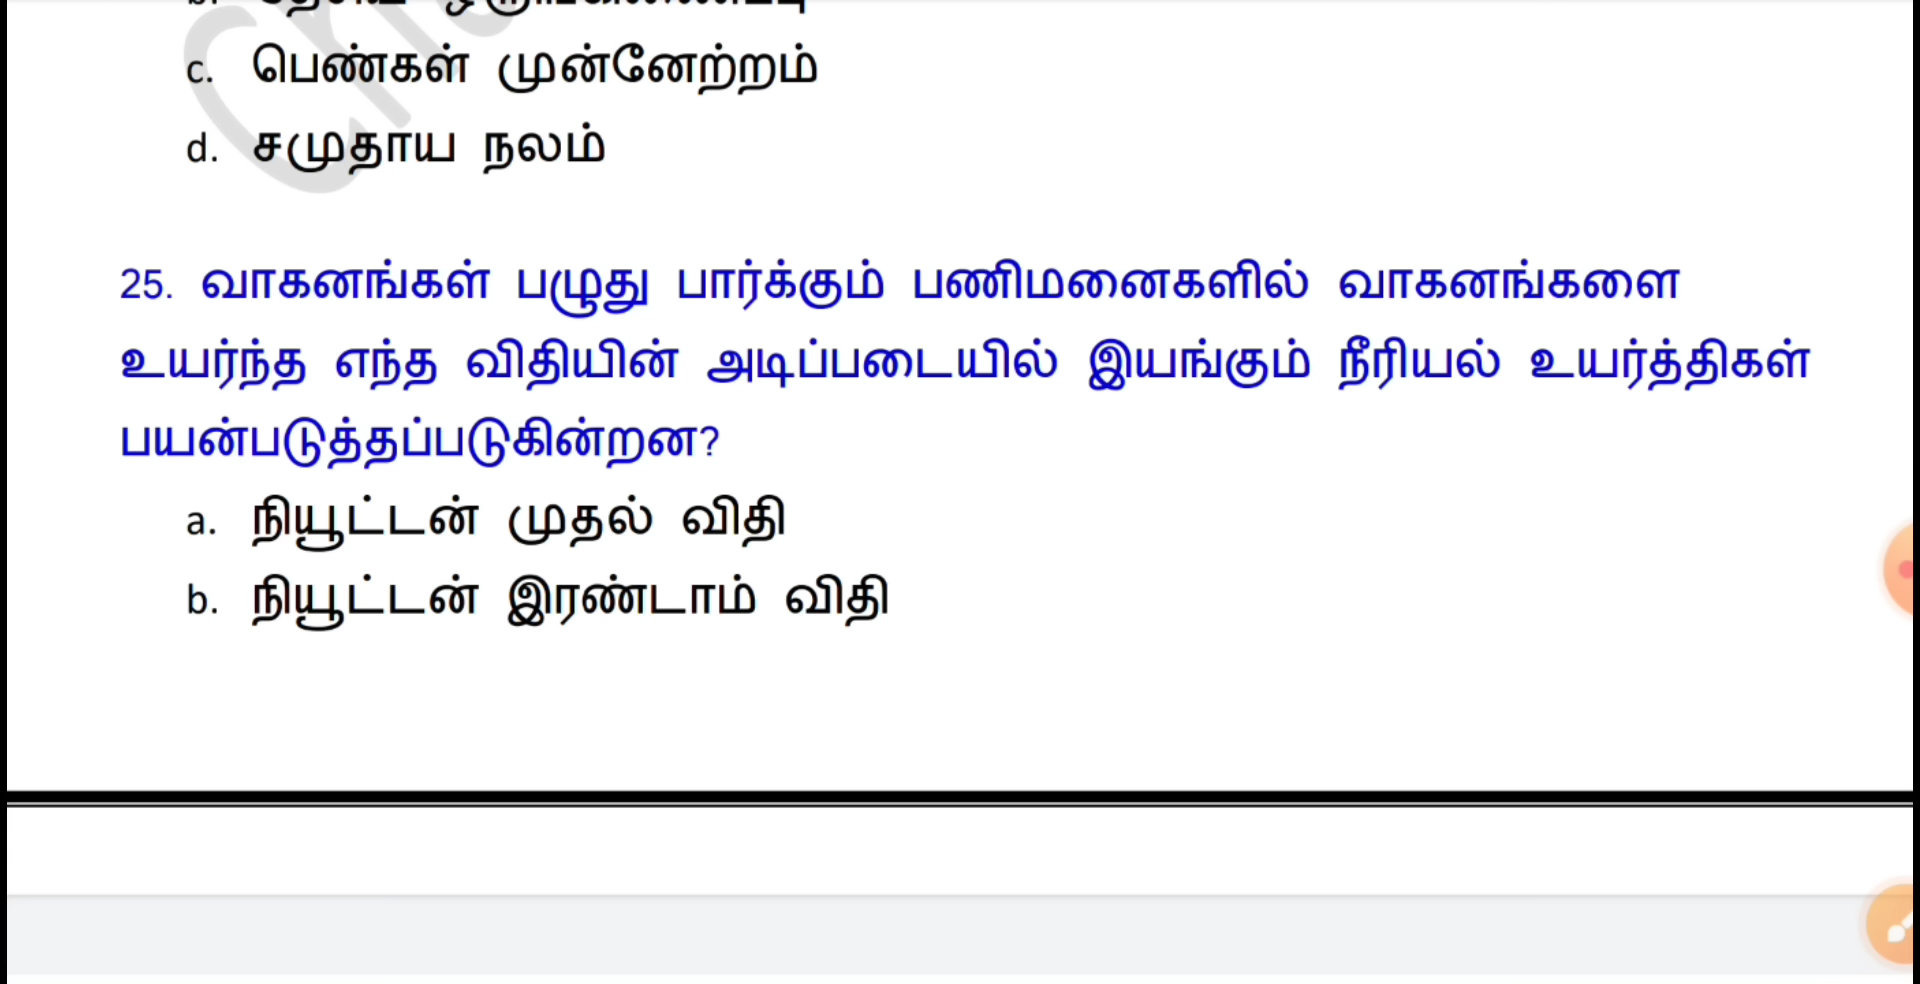 c. பெண்கள் முன்னேற்றம்
d. சமுதாய நலம்
25. வாகனங்கள் பழுது பார்க்கும் பணிமனைகளில் வாகனங்களை
உயர்ந்த எந்த விதியின் அடிப்படையில் இயங்கும் நீரியல் உயர்த்திகள்
பயன்படுத்தப்படுகின்றன?
a. நியூட்டன் முதல் விதி
b. நியூட்டன் இரண்டாம் விதி